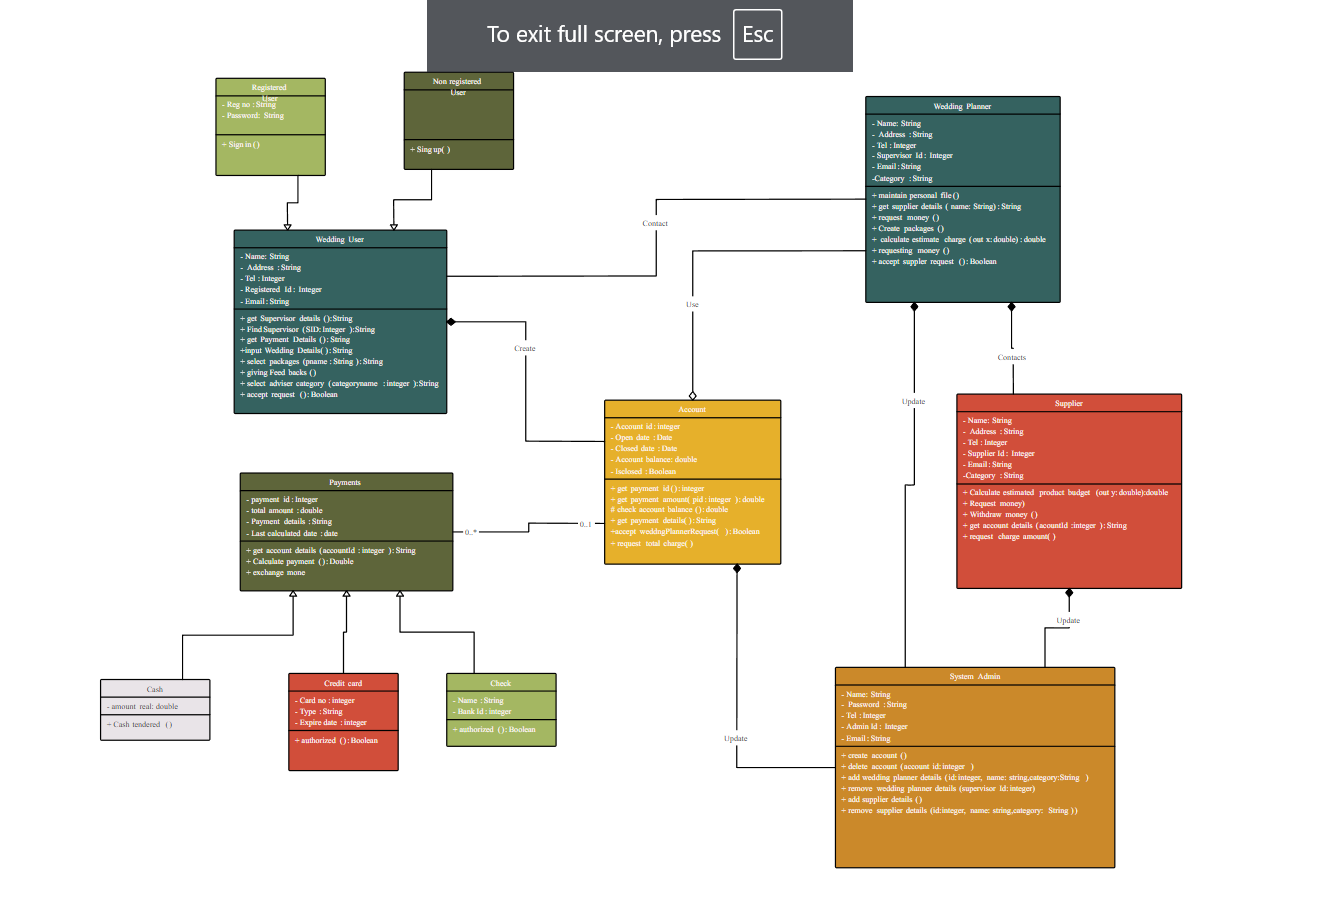 To exit full screen, press Esc
Registered
User
- Reg no : String
- Password: String
+ Sign in ( )
Non registered
User
+ Sing up( )
Wedding User
- Name: String
- Address : String
- Tel : Integer
- Registered Id : Integer
- Email : String
+ get Supervisor details ():String
+ Find Supervisor (SID: Integer ):String
+ get Payment Details (): String
+input Wedding Details( ): String
+ select packages (pname : String ): String
+ giving Feed backs ()
+ select adviser category (categoryname : integer ):String
+ accept request (): Boolean
Contact
Use
Create
Wedding Planner
- Name: String
- Address : String
- Tel : Integer
- Supervisor Id : Integer
- Email : String
-Category : String
+ maintain personal file ()
+ get supplier details ( name: String) : String
+ request money ()
+ Create packages ()
+ calculate estimate charge (out x: double) : double
+ requesting money ()
+ accept suppler request (): Boolean
Update
Contacts
Account
- Account id : integer
- Open date : Date
- Closed date : Date
- Account balance: double
- Isclosed : Boolean
+ get payment id () : integer
+ get payment amount( pid : integer ): double
# check account balance (): double
+ get payment details( ) : String
+accept weddngPlannerRequest( ): Boolean
+ request total charge( )
Supplier
- Name: String
- Address : String
- Tel : Integer
- Supplier Id : Integer
- Email : String
-Category : String
+ Calculate estimated product budget (out y: double):double
+ Request money)
+ Withdraw money ()
+ get account details (accountId :integer ): String
+ request charge amount( )
Payments
- payment id : Integer
- total amount : double
- Payment details : String
- Last calculated date : date
+ get account details (accountId : integer ): String
+ Calculate payment (): Double
+ exchange mone
0..*
0..1
Update
Cash
- amount real: double
+ Cash tendered ()
Credit card
- Card no : integer
- Type : String
- Expire date : integer
+ authorized (): Boolean
Check
- Name : String
- Bank Id : integer
+ authorized (): Boolean
Update
System Admin
- Name: String
- Password : String
- Tel : Integer
- Admin Id : Integer
- Email : String
+ create account ()
+ delete account (account id: integer )
+ add wedding planner details (id: integer, name: string,category:String )
+ remove wedding planner details (supervisor Id: integer)
+ add supplier details ( )
+ remove supplier details (id:integer, name: string,category: String ))